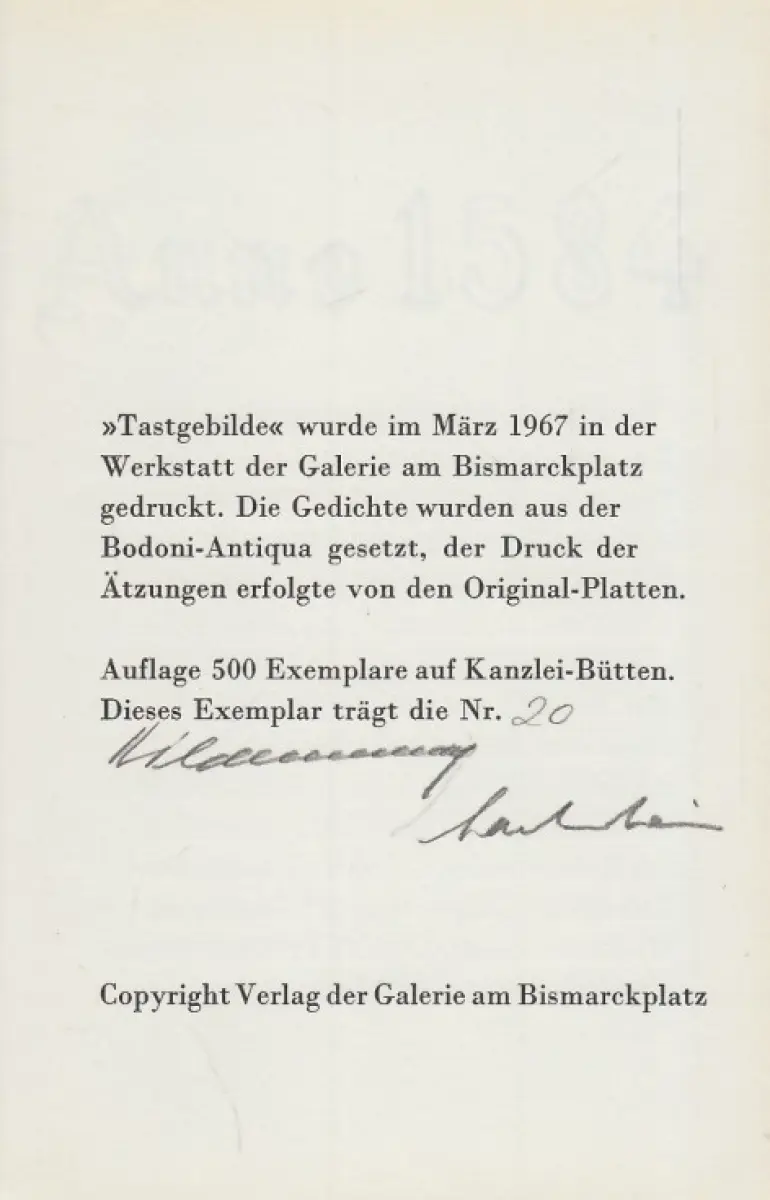 »Tastgebilde« wurde im März 1967 in der
Werkstatt der Galerie am Bismarckplatz
gedruckt. Die Gedichte wurden aus der
Bodoni-Antiqua gesetzt, der Druck der
Ätzungen erfolgte von den Original-Platten.
Auflage 500 Exemplare auf Kanzlei-Bütten.
Dieses Exemplar trägt die Nr. 20
Copyright Verlag der Galerie am Bismarckplatz